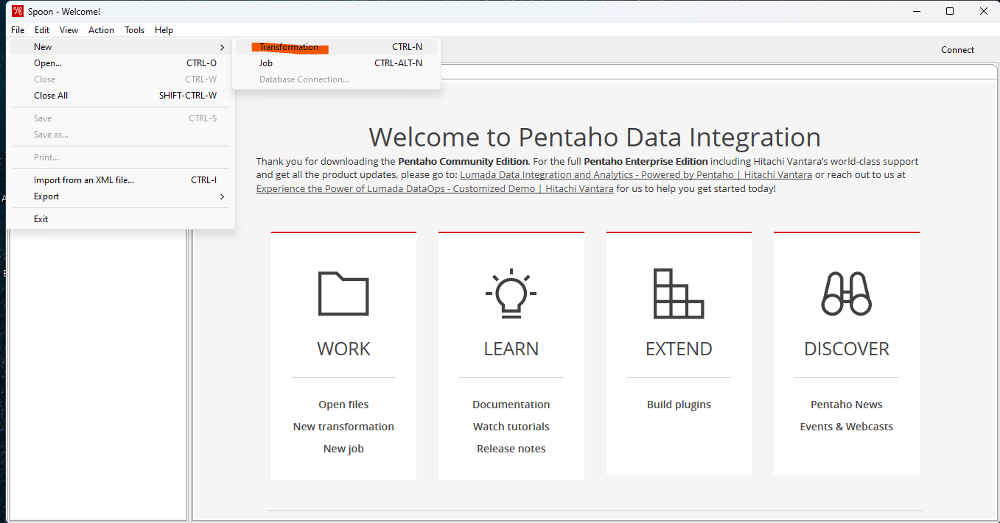 Spoon - Welcome!
File Edit View Action Tools Help
New
Open... CTRL-O
Close CTRL-W
Close All SHIFT-CTRL-W
Save CTRL-S
Save as...
Print...
Import from an XML file... CTRL-I
Export
Exit
Transformation CTRL-N
Job CTRL-ALT-N
Database Connection...
Connect
Welcome to Pentaho Data Integration
Thank you for downloading the Pentaho Community Edition. For the full Pentaho Enterprise Edition including Hitachi Vantara’s world-class support
and get all the product updates, please go to: Lumada Data Integration and Analytics - Powered by Pentaho | Hitachi Vantara or reach out to us at
Experience the Power of Lumada DataOps - Customized Demo | Hitachi Vantara for us to help you get started today!
WORK
Open files
New transformation
New job
LEARN
Documentation
Watch tutorials
Release notes
EXTEND
Build plugins
DISCOVER
Pentaho News
Events & Webcasts